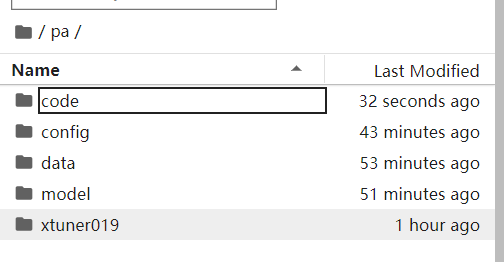 / pa /
Name Last Modified
code 32 seconds ago
config 43 minutes ago
data 53 minutes ago
model 51 minutes ago
xtuner019 1 hour ago